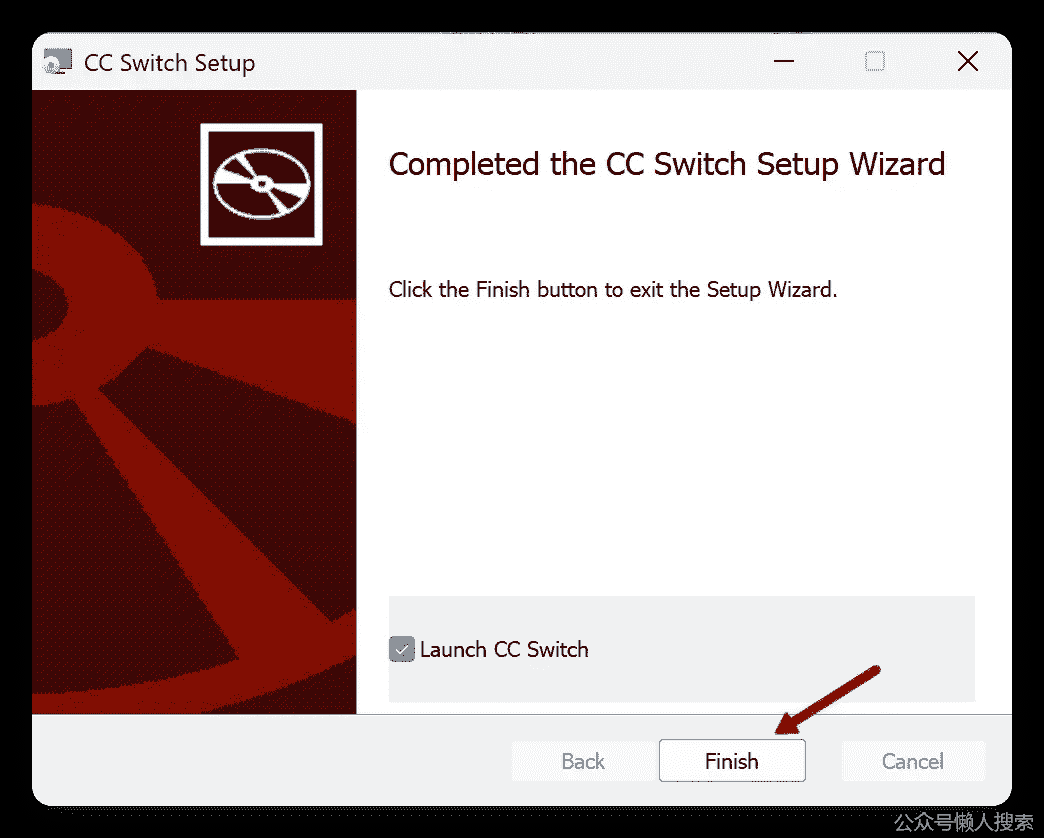 CC Switch Setup
Completed the CC Switch Setup Wizard
Click the Finish button to exit the Setup Wizard.
Launch CC Switch
Back
Finish
Cancel
公众号懒人搜索